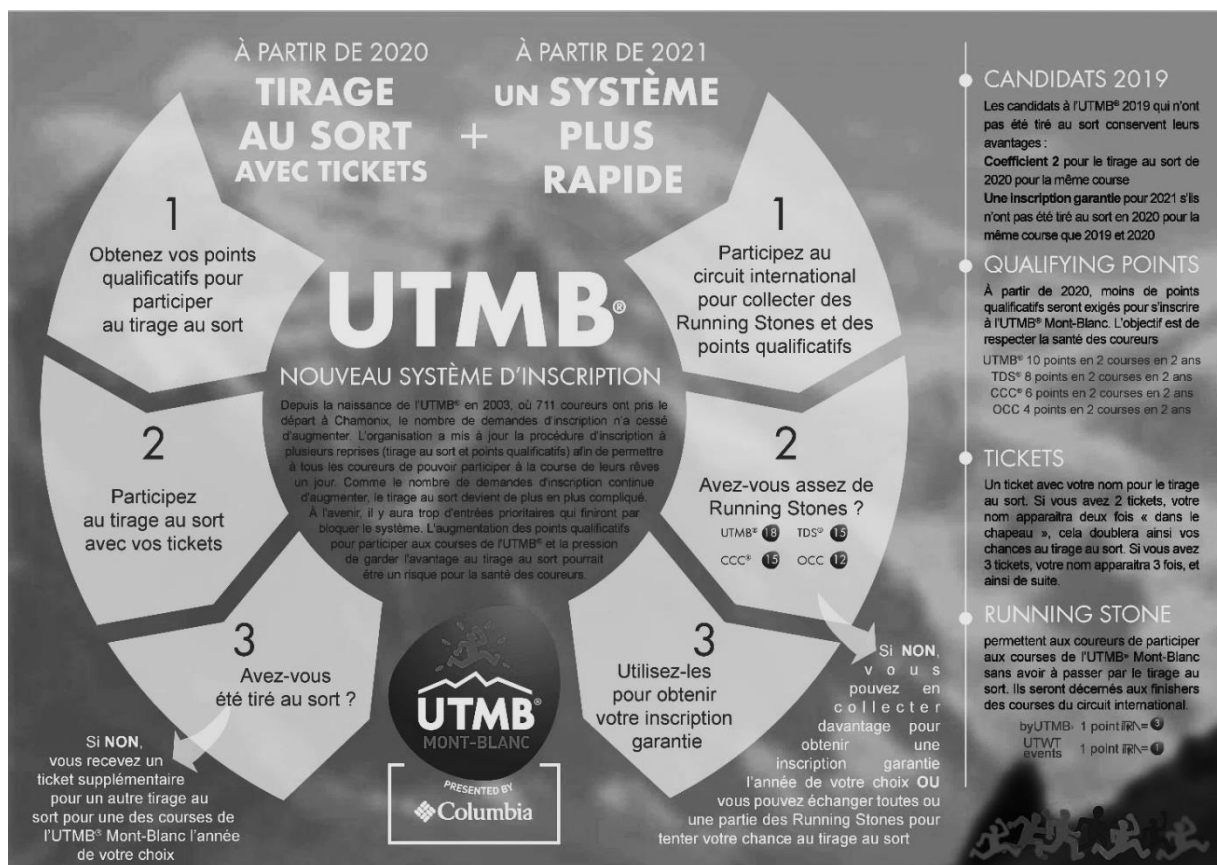 À PARTIR DE 2020
TIRAGE
AU SORT
AVEC TICKETS
+
À PARTIR DE 2021
UN SYSTÈME
PLUS
RAPIDE
1
Obtenez vos points
qualificatifs pour
participer
au tirage au sort
2
Participez
au tirage au sort
avec vos tickets
3
Avez-vous
été tiré au sort ?
Si NON,
vous recevez un
ticket supplémentaire
pour un autre tirage au
sort pour une des courses de
l'UTMB® Mont-Blanc l'année
de votre choix
UTMB®
NOUVEAU SYSTÈME D'INSCRIPTION
Depuis la naissance de l'UTMB® en 2003, où 711 coureurs ont pris le
départ à Chamonix, le nombre de demandes d'inscription n'a cessé
d'augmenter. L'organisation a mis à jour la procédure d'inscription à
plusieurs reprises (tirage au sort et points qualificatifs) afin de permettre
à tous les coureurs de pouvoir participer à la course de leurs rêves
un jour. Comme le nombre de demandes d'inscription continue
d'augmenter, le tirage au sort devient de plus en plus compliqué.
À l'avenir, il y aura trop d'entrées prioritaires qui finiront par
bloquer le système. L'augmentation des points qualificatifs
pour participer aux courses de l'UTMB® et la pression
de garder l'avantage au tirage au sort pourrait
être un risque pour la santé des coureurs.
UTMB®
MONT-BLANC
PRESENTED BY
Columbia
1
Participez au
circuit international
pour collecter des
Running Stones et des
points qualificatifs
2
Avez-vous assez de
Running Stones ?
UTMB® 18 TDS® 15
CCC® 15 OCC 12
3
Utilisez-les
pour obtenir
votre inscription
garantie
Si NON,
vous
pouvez en
collecter
davantage pour
obtenir une
inscription garantie
l'année de votre choix OU
vous pouvez échanger toutes ou
une partie des Running Stones pour
tenter votre chance au tirage au sort
CANDIDATS 2019
Les candidats à l'UTMB® 2019 qui n'ont
pas été tiré au sort conservent leurs
avantages :
Coefficient 2 pour le tirage au sort de
2020 pour la même course
Une inscription garantie pour 2021 s'ils
n'ont pas été tiré au sort en 2020 pour la
même course que 2019 et 2020
QUALIFYING POINTS
À partir de 2020, moins de points
qualificatifs seront exigés pour s'inscrire
à l'UTMB® Mont-Blanc. L'objectif est de
respecter la santé des coureurs
UTMB® 10 points en 2 courses en 2 ans
TDS® 8 points en 2 courses en 2 ans
CCC® 6 points en 2 courses en 2 ans
OCC 4 points en 2 courses en 2 ans
TICKETS
Un ticket avec votre nom pour le tirage
au sort. Si vous avez 2 tickets, votre
nom apparaitra deux fois « dans le
chapeau », cela doublera ainsi vos
chances au tirage au sort. Si vous avez
3 tickets, votre nom apparaitra 3 fois, et
ainsi de suite.
RUNNING STONE
permettent aux coureurs de participer
aux courses de l'UTMB® Mont-Blanc
sans avoir à passer par le tirage au
sort. Ils seront décernés aux finishers
des courses du circuit international.
byUTMB® 1 point = 3
UTWT
events 1 point = 1